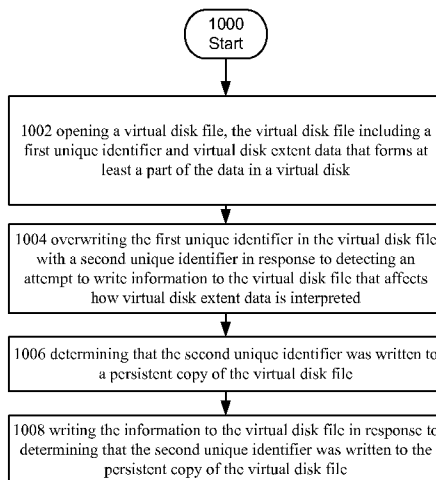 1000
Start
1002 opening a virtual disk file, the virtual disk file including a
first unique identifier and virtual disk extent data that forms at
least a part of the data in a virtual disk
1004 overwriting the first unique identifier in the virtual disk file
with a second unique identifier in response to detecting an
attempt to write information to the virtual disk file that affects
how virtual disk extent data is interpreted
1006 determining that the second unique identifier was written to
a persistent copy of the virtual disk file
1008 writing the information to the virtual disk file in response to
determining that the second unique identifier was written to the
persistent copy of the virtual disk file